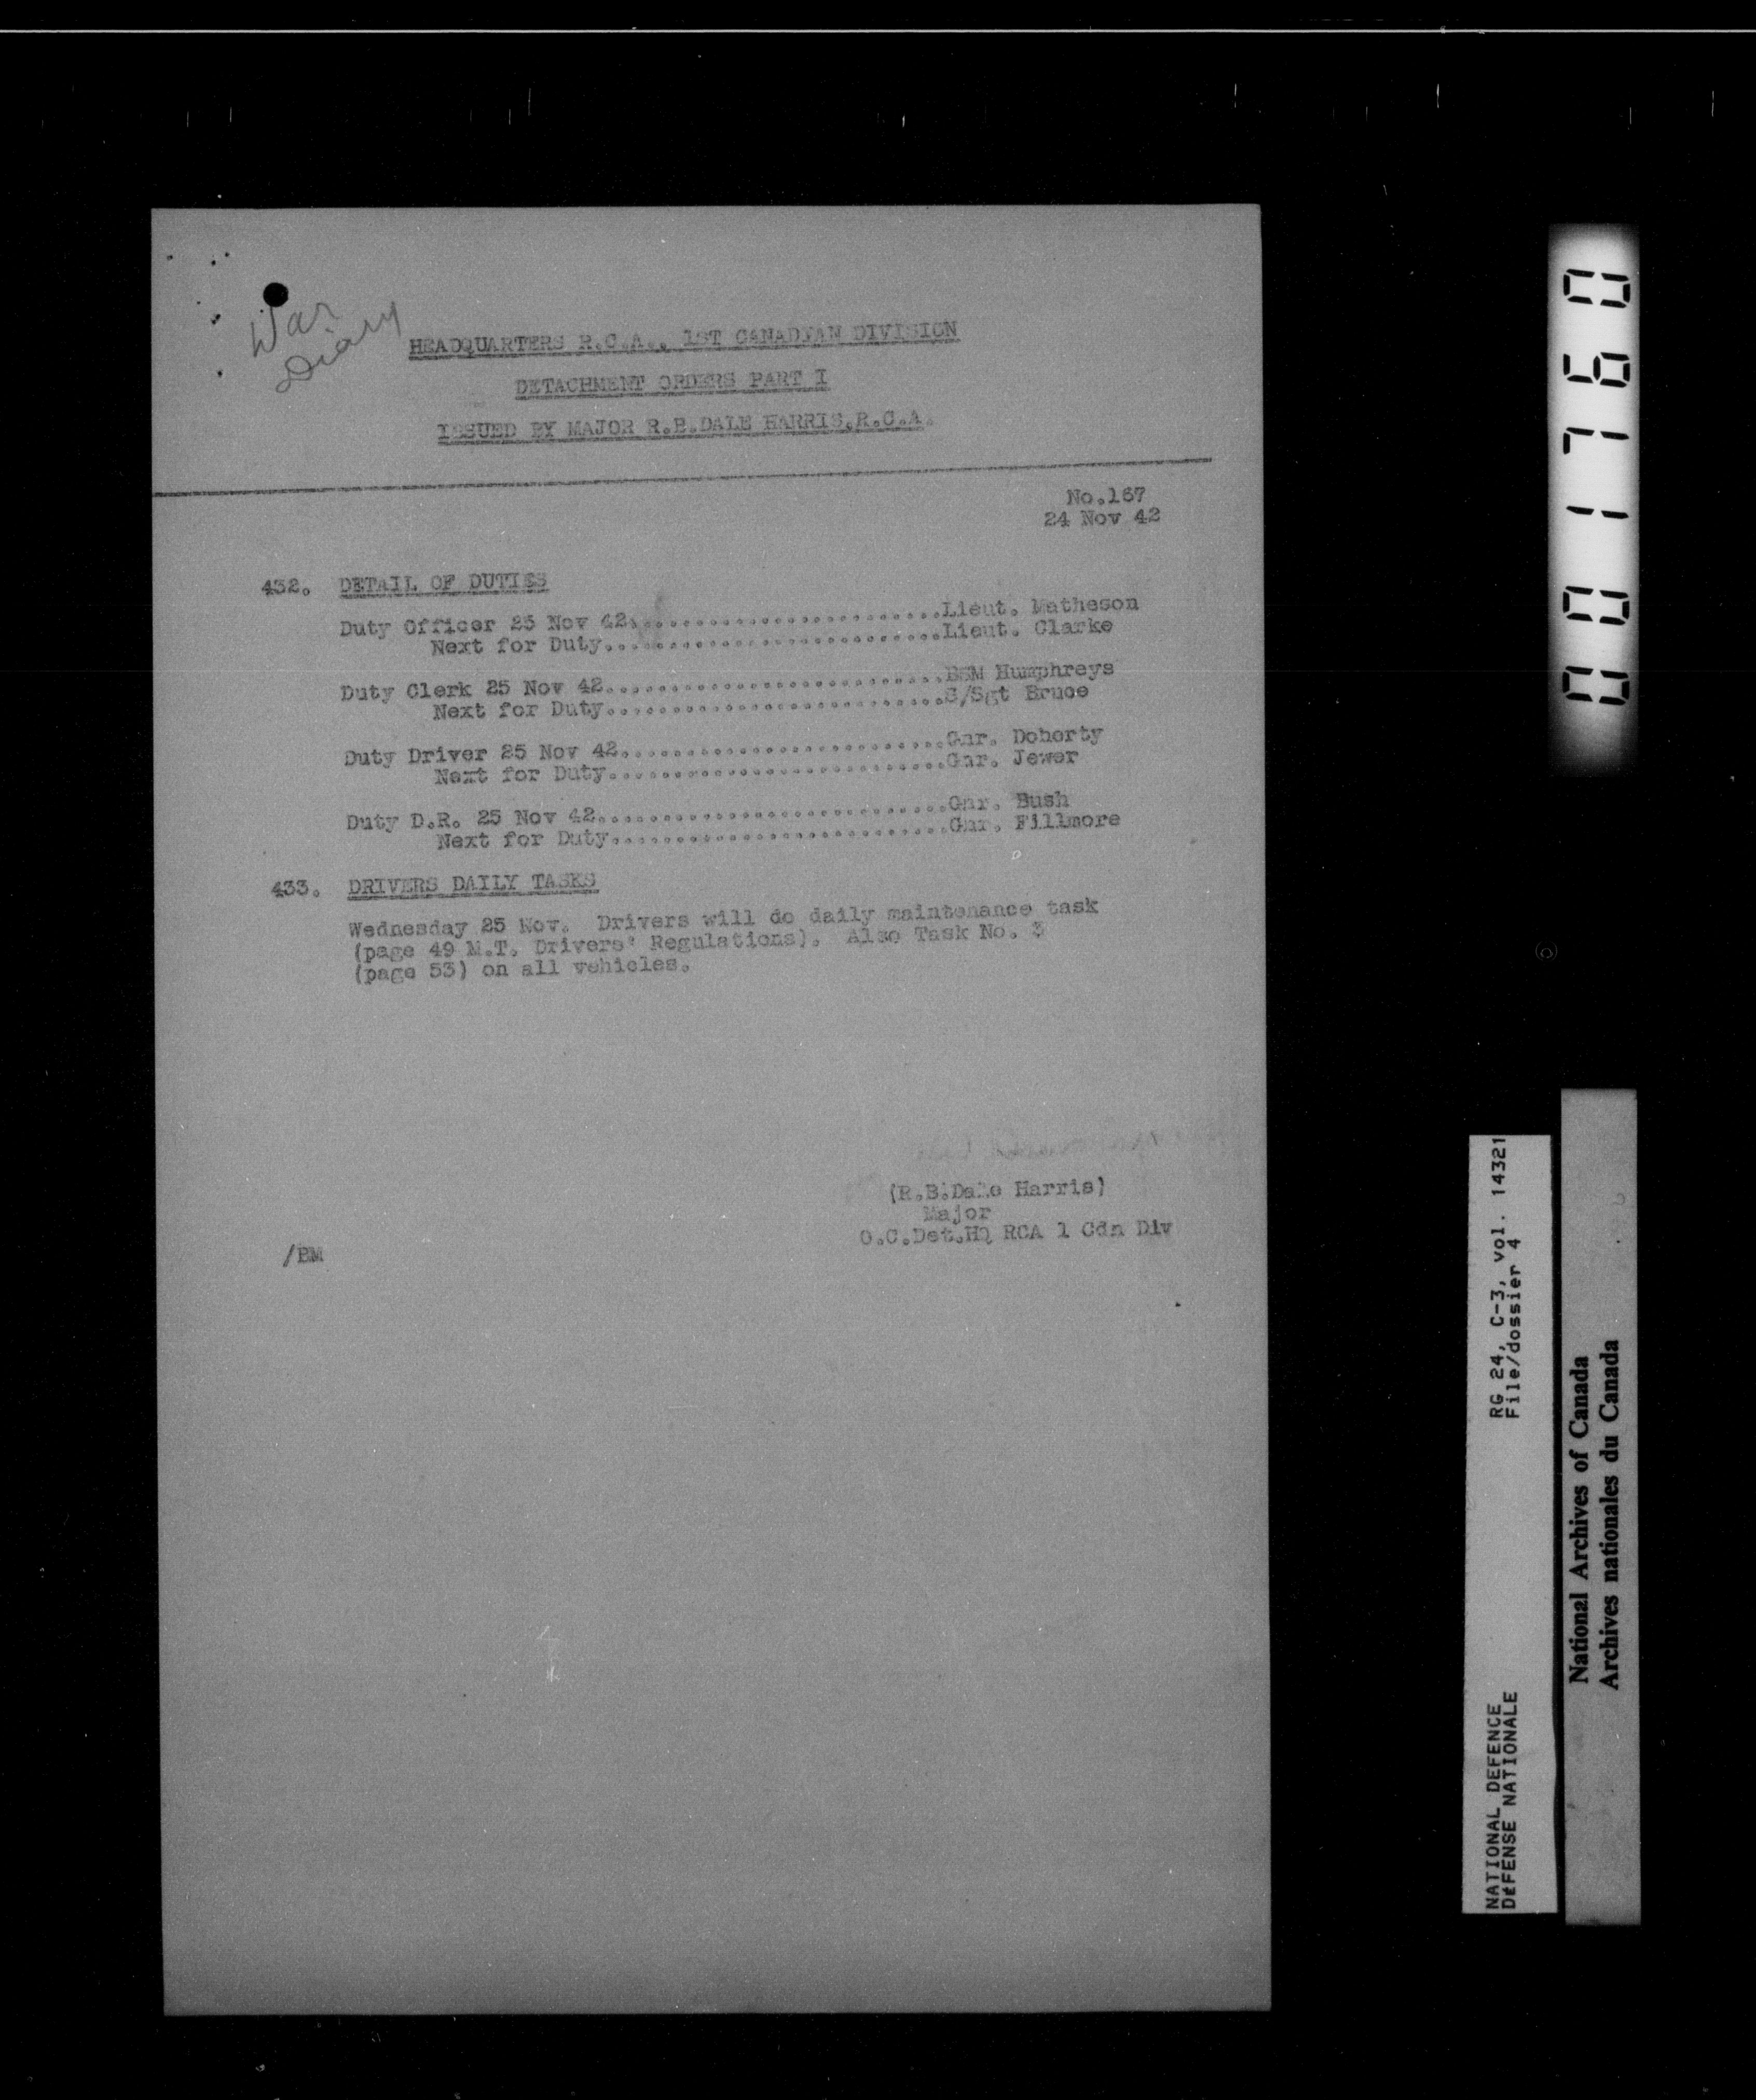 War
Diary
HEADQUARTERS R.C.A., 1ST CANADIAN DIVISION
DETACHMENT ORDERS PART I
ISSUED BY MAJOR R.B.DALE HARRIS,R.C.A.
No.167
24 Nov 42
432. DETAIL OF DUTIES
Duty Officer 25 Nov 42..........................Lieut. Matheson
Next for Duty..........................Lieut. Clarke
Duty Clerk 25 Nov 42..........................BSM Humphreys
Next for Duty..........................S/Sgt Bruce
Duty Driver 25 Nov 42.........................Gnr. Doherty
Next for Duty..........................Gnr. Jewer
Duty D.R. 25 Nov 42...........................Gnr. Bush
Next for Duty..........................Gnr. Fillmore
433. DRIVERS DAILY TASKS
Wednesday 25 Nov. Drivers will do daily maintenance task
(page 49 M.T. Drivers' Regulations). Also Task No. 3
(page 53) on all vehicles.
(R.B.Dale Harris)
Major
O.C.Det.HQ RCA 1 Cdn Div
/BM
001760
RG 24, C-3, vol. 14321
File/dossier 4
NATIONAL DEFENCE
DÉFENSE NATIONALE
National Archives of Canada
Archives nationales du Canada